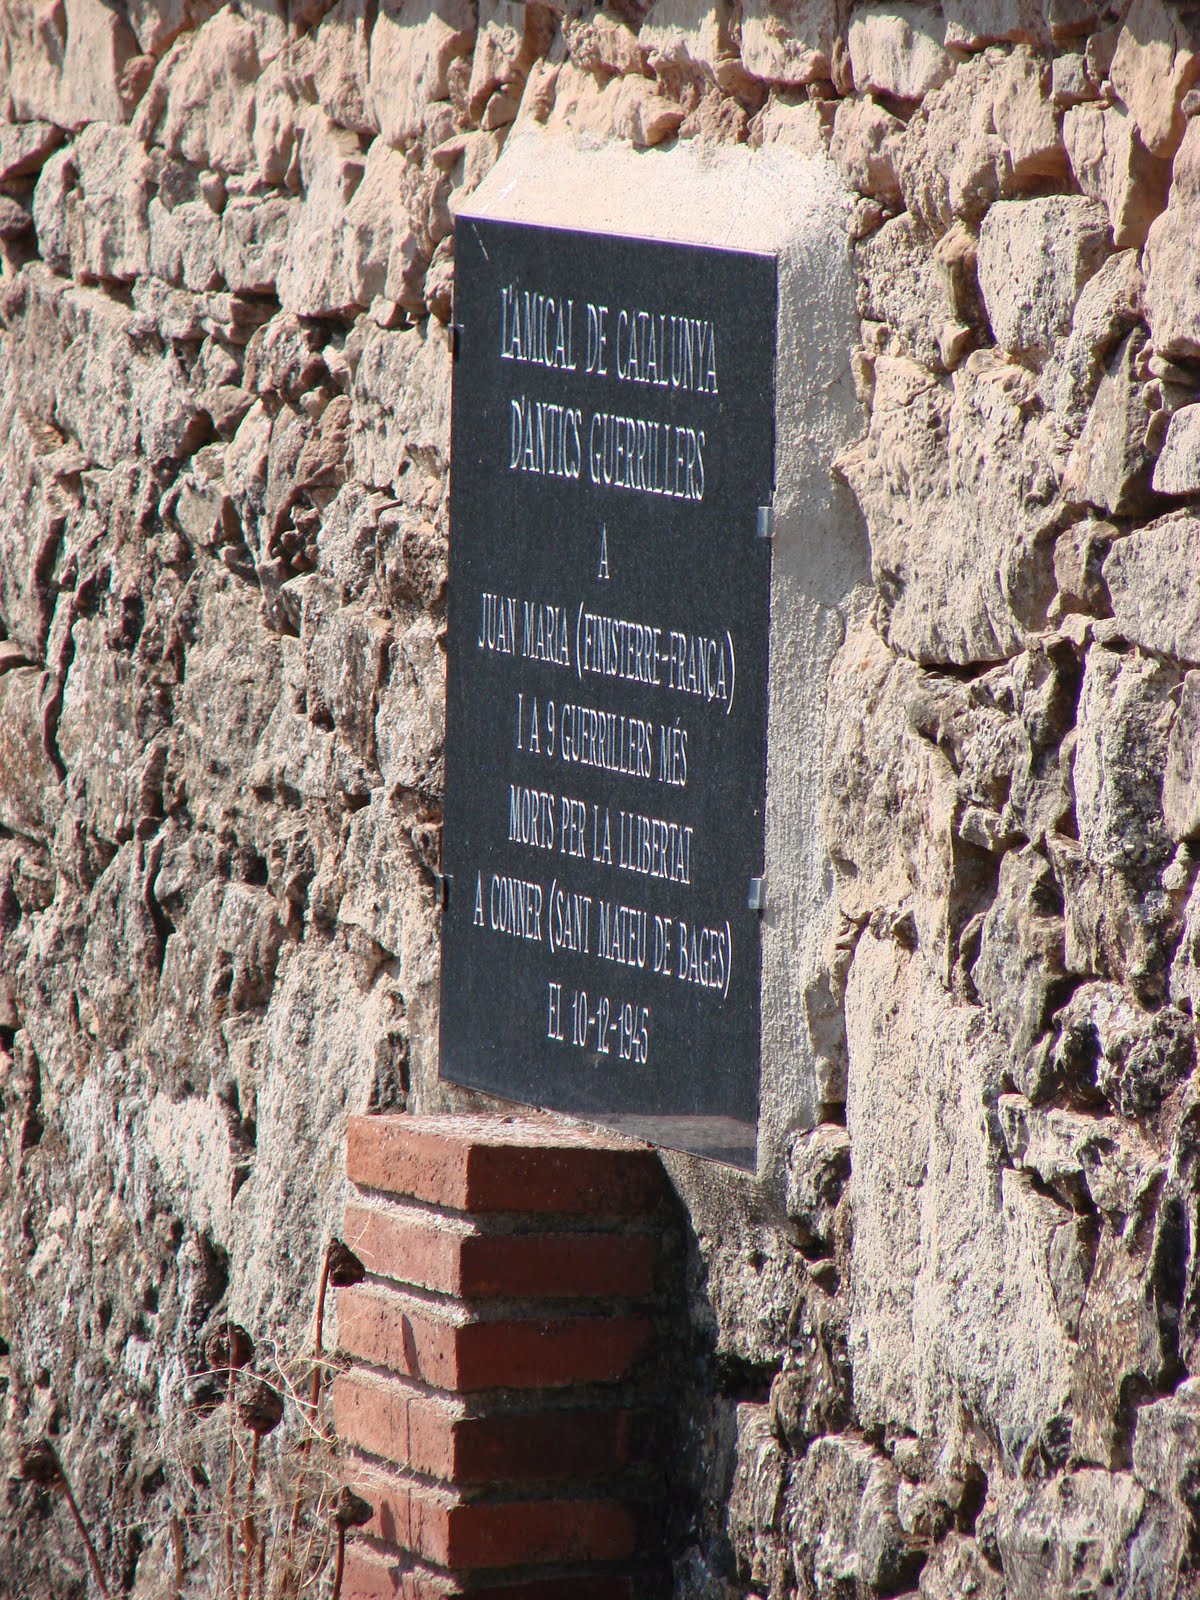 L'AMICAL DE CATALUNYA
D'ANTICS GUERRILLERS
A
JUAN MARIA (FINISTERRE-FRANÇA)
I A 9 GUERRILLERS MÉS
MORTS PER LA LLIBERTAT
A CONNER (SANT MATEU DE BAGES)
EL 10-12-1945